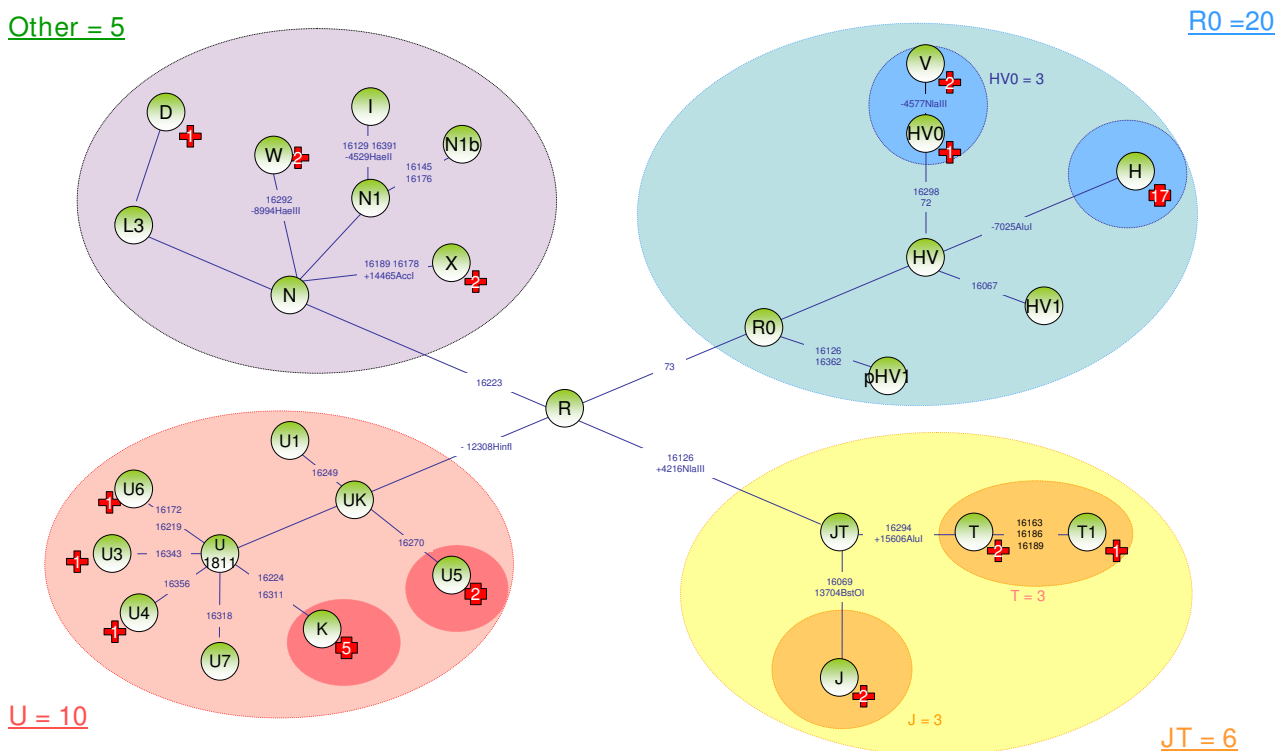 Other = 5
R0 =20
D
1
W
2
I
N1b
16129 16391
-4529HaeII
16145
16176
16292
-8994HaeIII
N1
L3
N
16189 16178
+14465AccI
X
2
V
2
HV0 = 3
-4577NlaIII
HV0
1
16298
72
H
17
-7025AluI
HV
16067
HV1
R0
16126
16362
pHV1
16223
73
R
- 12308HinfI
16126
+4216NlaIII
U1
16249
UK
U6
1
16172
16219
U3
1
16343
U
1811
16270
U5
2
16356
U4
1
16224
16311
16318
K
5
U7
U = 10
JT
16294
+15606AluI
T
2
16163
16186
16189
T1
1
T = 3
16069
13704BstOI
J
2
J = 3
JT = 6